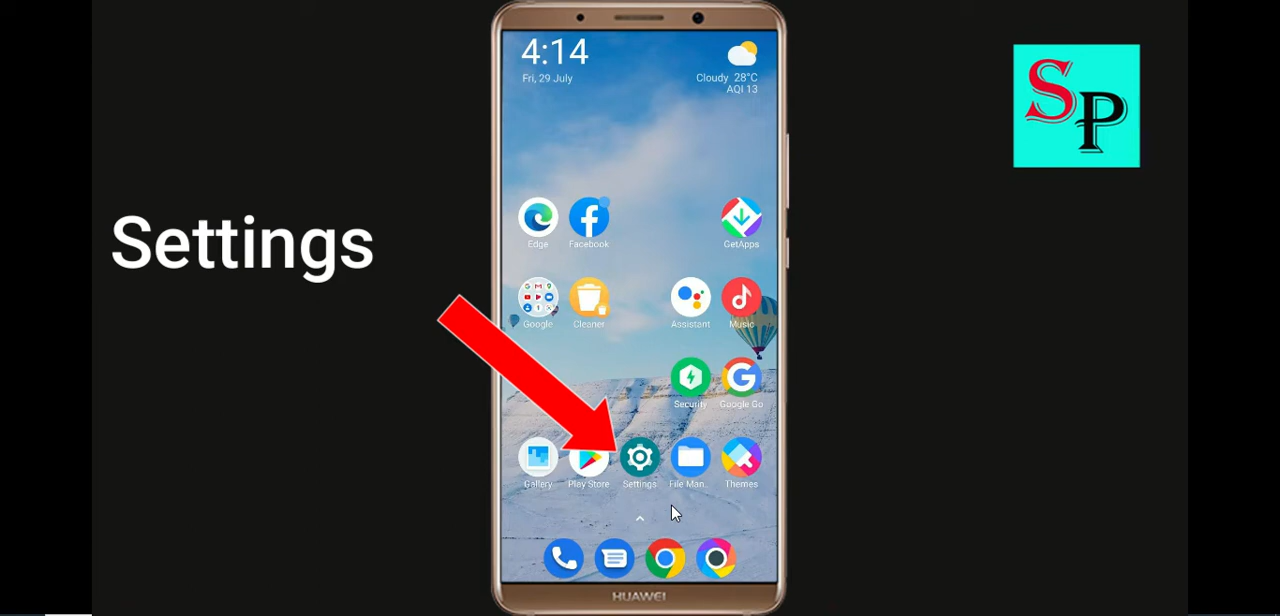 4:14
Fri, 29 July
Cloudy 28°C
AQI 13
SP
Settings
Edge
Facebook
GetApps
Google
Cleaner
Assistant
Music
Security
Google Go
Gallery
Play Store
Settings
File Man..
Themes
HUAWEI